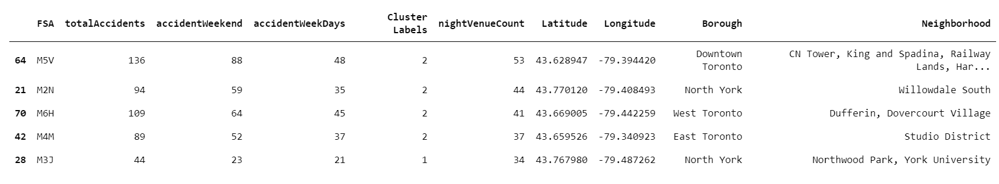 FSA totalAccidents accidentWeekend accidentWeekDays Cluster Labels nightVenueCount Latitude Longitude Borough Neighborhood
64 M5V 136 88 48 2 53 43.628947 -79.394420 Downtown Toronto CN Tower, King and Spadina, Railway Lands, Har...
21 M2N 94 59 35 2 44 43.770120 -79.408493 North York Willowdale South
70 M6H 109 64 45 2 41 43.669005 -79.442259 West Toronto Dufferin, Dovercourt Village
42 M4M 89 52 37 2 37 43.659526 -79.340923 East Toronto Studio District
28 M3J 44 23 21 1 34 43.767980 -79.487262 North York Northwood Park, York University